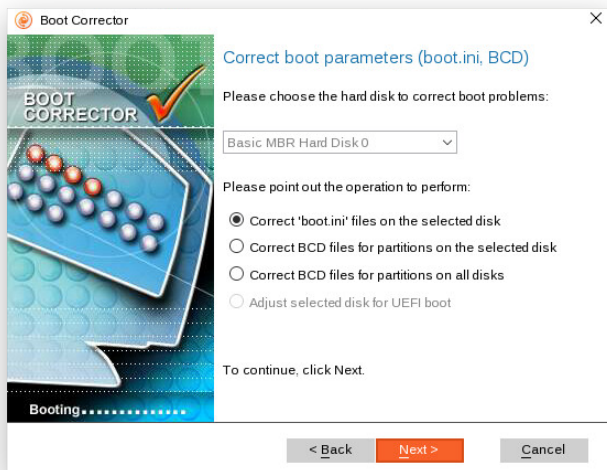 Boot Corrector
BOOT
CORRECTOR
Correct boot parameters (boot.ini, BCD)
Please choose the hard disk to correct boot problems:
Basic MBR Hard Disk 0
Please point out the operation to perform:
Correct 'boot.ini' files on the selected disk
Correct BCD files for partitions on the selected disk
Correct BCD files for partitions on all disks
Adjust selected disk for UEFI boot
To continue, click Next.
Booting...............
< Back
Next >
Cancel